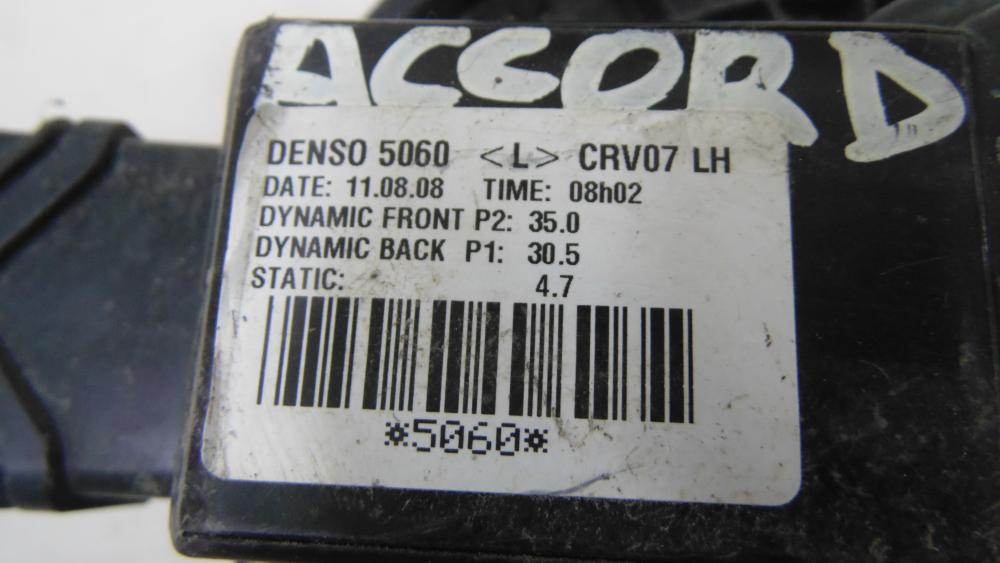 ACCORD
DENSO 5060 <L> CRV07 LH
DATE: 11.08.08 TIME: 08h02
DYNAMIC FRONT P2: 35.0
DYNAMIC BACK P1: 30.5
STATIC: 4.7
*5060*